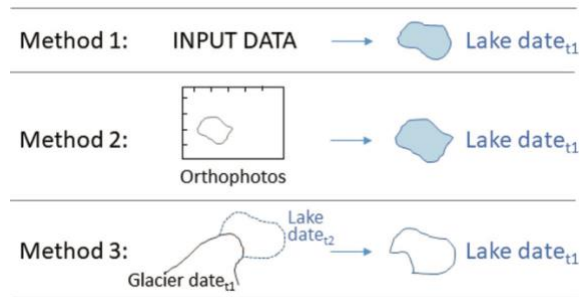 Method 1: INPUT DATA Lake date_t1
Method 2: Lake date_t1
Orthophotos
Lake
date_t2
Method 3: Lake date_t1
Glacier date_t1